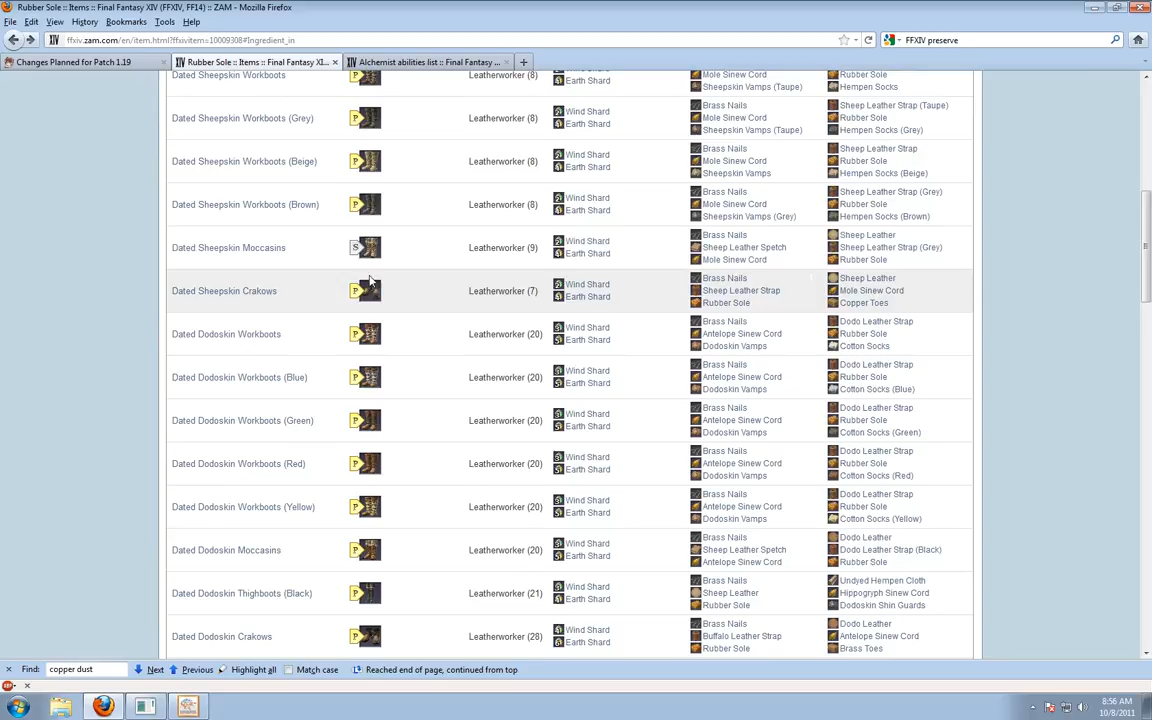 Rubber Sole :: Items :: Final Fantasy XIV (FFXIV, FF14) :: ZAM - Mozilla Firefox
File Edit View History Bookmarks Tools Help
XIV ffxiv.zam.com/en/item.html?ffxivitem=10009308#Ingredient_in FFXIV preserve
Changes Planned for Patch 1.19 × XIV Rubber Sole :: Items :: Final Fantasy XI... × XIV Alchemist abilities list :: Final Fantasy ... × +
Dated Sheepskin Workboots P Leatherworker (8) Mole Sinew Cord Rubber Sole
Earth Shard Sheepskin Vamps (Taupe) Hempen Socks
Wind Shard Brass Nails Sheep Leather Strap (Taupe)
Dated Sheepskin Workboots (Grey) P Leatherworker (8) Mole Sinew Cord Rubber Sole
Earth Shard Sheepskin Vamps (Taupe) Hempen Socks (Grey)
Wind Shard Brass Nails Sheep Leather Strap
Dated Sheepskin Workboots (Beige) P Leatherworker (8) Mole Sinew Cord Rubber Sole
Earth Shard Sheepskin Vamps Hempen Socks (Beige)
Wind Shard Brass Nails Sheep Leather Strap (Grey)
Dated Sheepskin Workboots (Brown) P Leatherworker (8) Mole Sinew Cord Rubber Sole
Earth Shard Sheepskin Vamps (Grey) Hempen Socks (Brown)
Wind Shard Brass Nails Sheep Leather
Dated Sheepskin Moccasins S Leatherworker (9) Sheep Leather Spetch Sheep Leather Strap (Grey)
Earth Shard Mole Sinew Cord Rubber Sole
Wind Shard Brass Nails Sheep Leather
Dated Sheepskin Crakows P Leatherworker (7) Sheep Leather Strap Mole Sinew Cord
Earth Shard Rubber Sole Copper Toes
Wind Shard Brass Nails Dodo Leather Strap
Dated Dodoskin Workboots P Leatherworker (20) Antelope Sinew Cord Rubber Sole
Earth Shard Dodoskin Vamps Cotton Socks
Wind Shard Brass Nails Dodo Leather Strap
Dated Dodoskin Workboots (Blue) P Leatherworker (20) Antelope Sinew Cord Rubber Sole
Earth Shard Dodoskin Vamps Cotton Socks (Blue)
Wind Shard Brass Nails Dodo Leather Strap
Dated Dodoskin Workboots (Green) P Leatherworker (20) Antelope Sinew Cord Rubber Sole
Earth Shard Dodoskin Vamps Cotton Socks (Green)
Wind Shard Brass Nails Dodo Leather Strap
Dated Dodoskin Workboots (Red) P Leatherworker (20) Antelope Sinew Cord Rubber Sole
Earth Shard Dodoskin Vamps Cotton Socks (Red)
Wind Shard Brass Nails Dodo Leather Strap
Dated Dodoskin Workboots (Yellow) P Leatherworker (20) Antelope Sinew Cord Rubber Sole
Earth Shard Dodoskin Vamps Cotton Socks (Yellow)
Wind Shard Brass Nails Dodo Leather
Dated Dodoskin Moccasins P Leatherworker (20) Sheep Leather Spetch Dodo Leather Strap (Black)
Earth Shard Antelope Sinew Cord Rubber Sole
Wind Shard Brass Nails Undyed Hempen Cloth
Dated Dodoskin Thighboots (Black) P Leatherworker (21) Sheep Leather Hippogryph Sinew Cord
Earth Shard Rubber Sole Dodoskin Shin Guards
Wind Shard Brass Nails Dodo Leather
Dated Dodoskin Crakows P Leatherworker (28) Buffalo Leather Strap Antelope Sinew Cord
Earth Shard Rubber Sole Brass Toes
× Find: copper dust Next Previous Highlight all Match case Reached end of page, continued from top
8:56 AM
10/8/2011